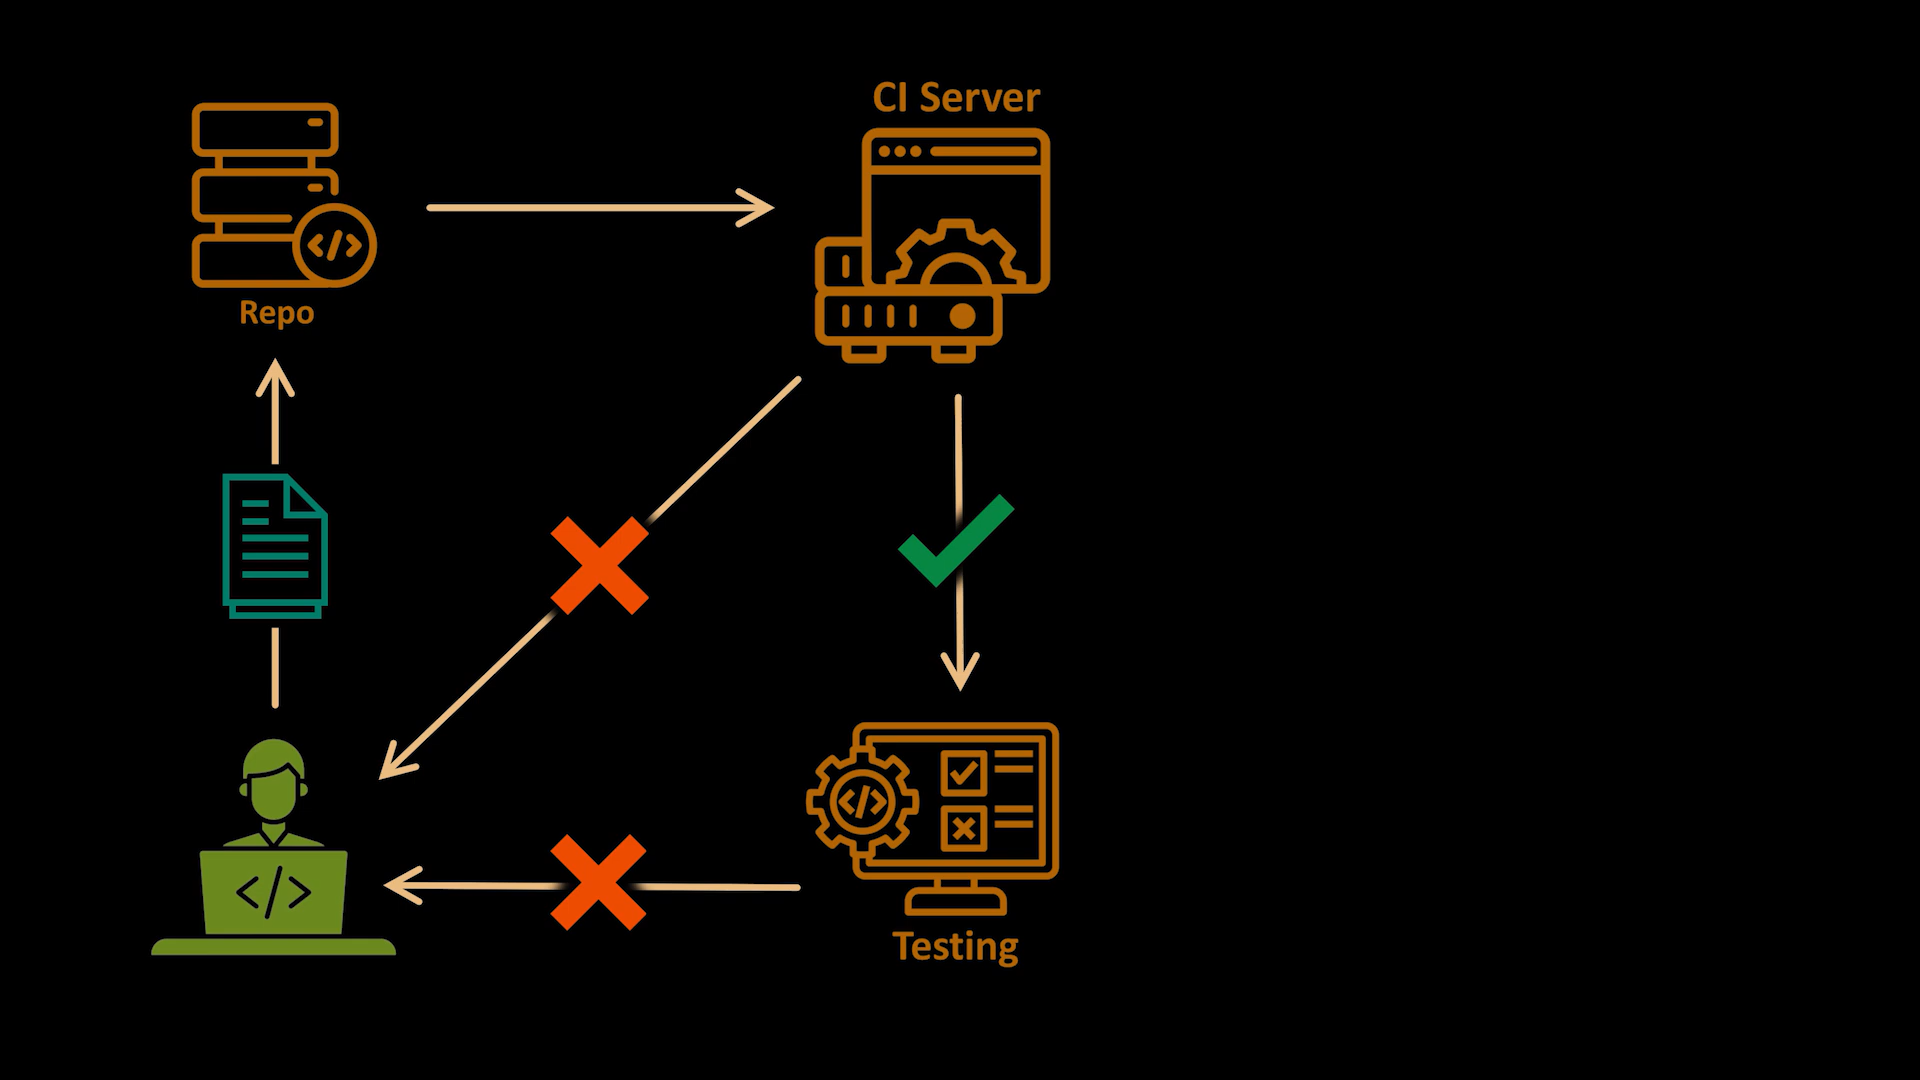 CI Server
</>
Repo
</>
</>
Testing